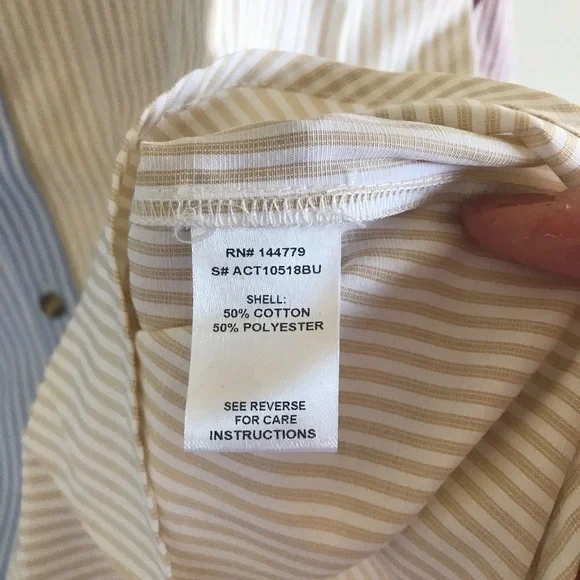 RN# 144779
S# ACT10518BU
SHELL:
50% COTTON
50% POLYESTER
SEE REVERSE
FOR CARE
INSTRUCTIONS